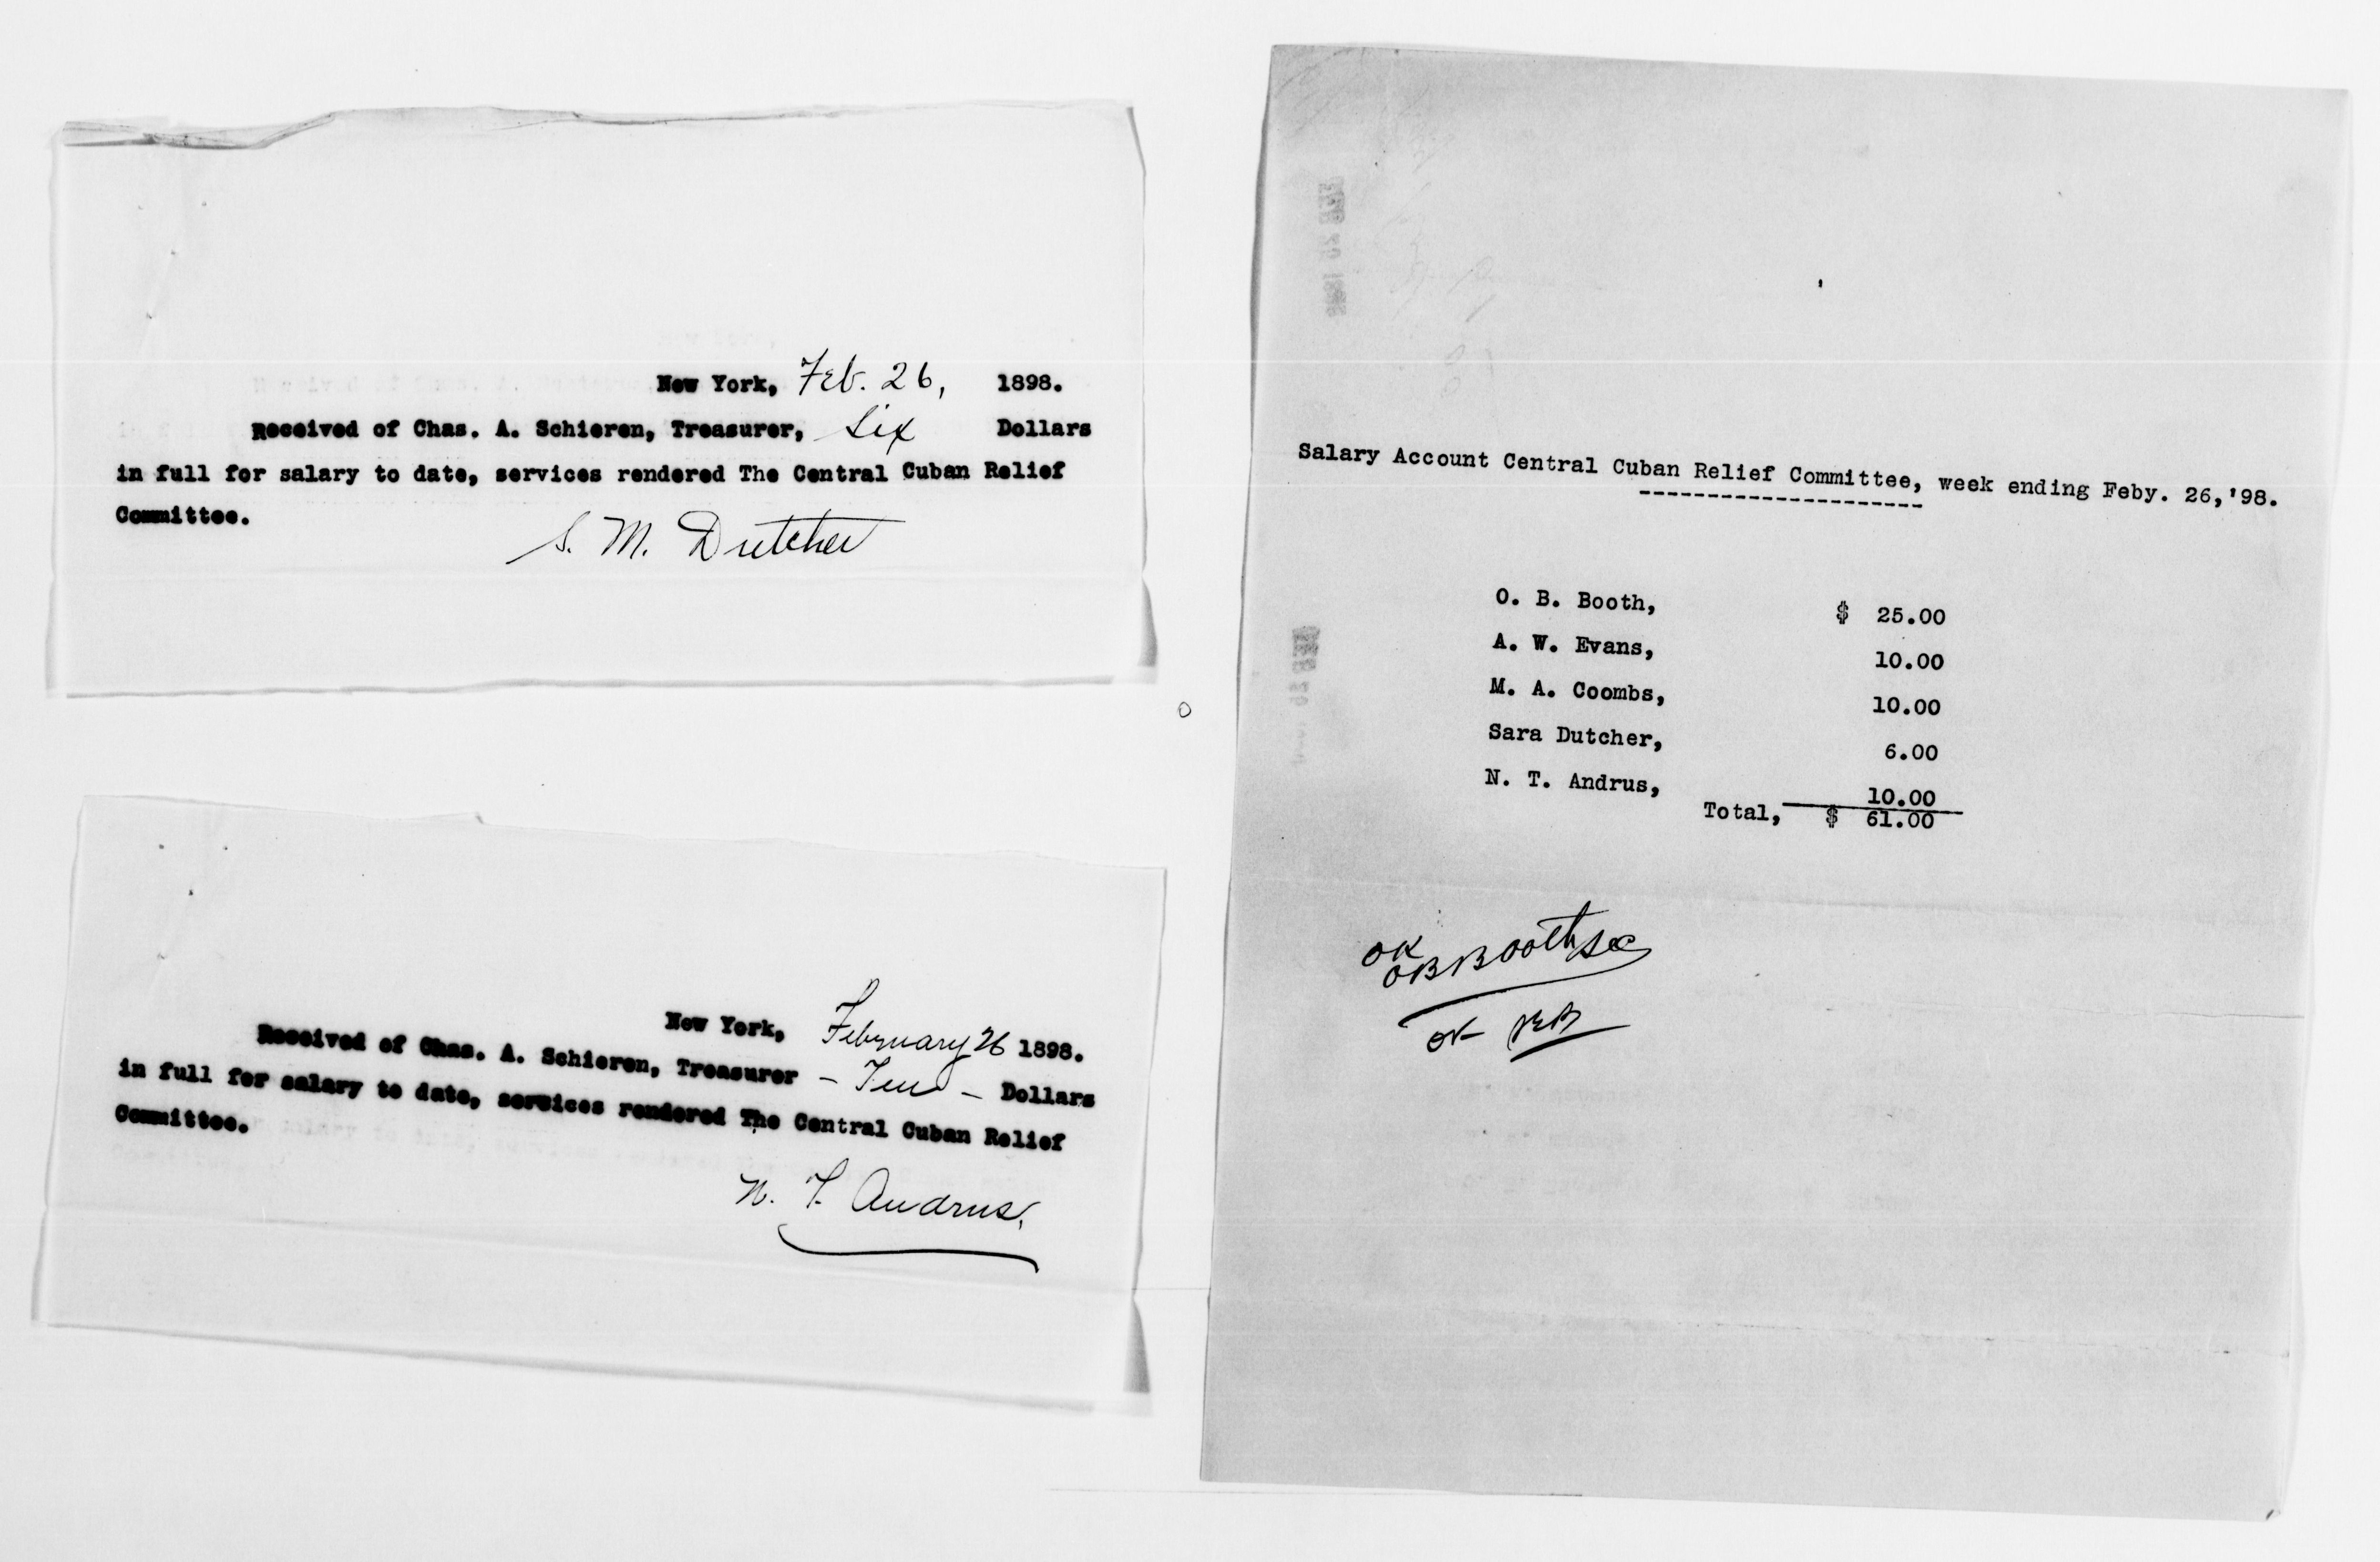 New York, Feb. 26, 1898.
Received of Chas. A. Schieren, Treasurer, Six Dollars
in full for salary to date, services rendered The Central Cuban Relief
Committee.
S. M. Dutcher
New York, February 26 1898.
Received of Chas. A. Schieren, Treasurer - Ten - Dollars
in full for salary to date, services rendered The Central Cuban Relief
Committee.
N. T. Andrus.
Salary Account Central Cuban Relief Committee, week ending Feby. 26,'98.
O. B. Booth, $ 25.00
A. W. Evans, 10.00
M. A. Coombs, 10.00
Sara Dutcher, 6.00
N. T. Andrus, 10.00
Total, $ 61.00
OK
OB Booth Sec
OK